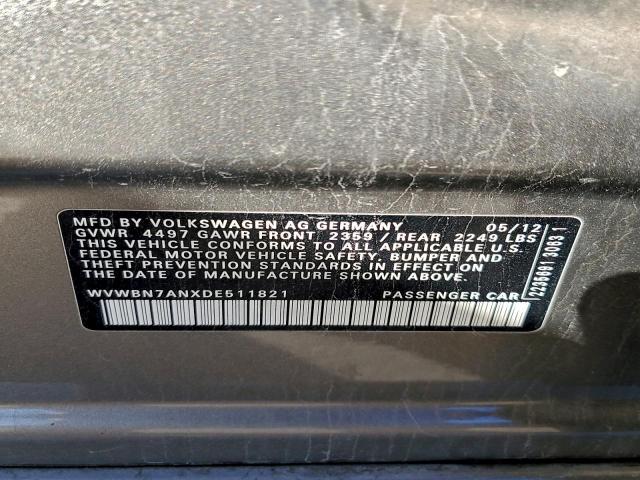 MFD BY VOLKSWAGEN AG GERMANY 05/12
GVWR 4497 GAWR FRONT 2359 / REAR 2249 LBS
THIS VEHICLE CONFORMS TO ALL APPLICABLE U.S.
FEDERAL MOTOR VEHICLE SAFETY, BUMPER AND
THEFT PREVENTION STANDARDS IN EFFECT ON
THE DATE OF MANUFACTURE SHOWN ABOVE.
WVWBN7ANXDE511821 PASSENGER CAR